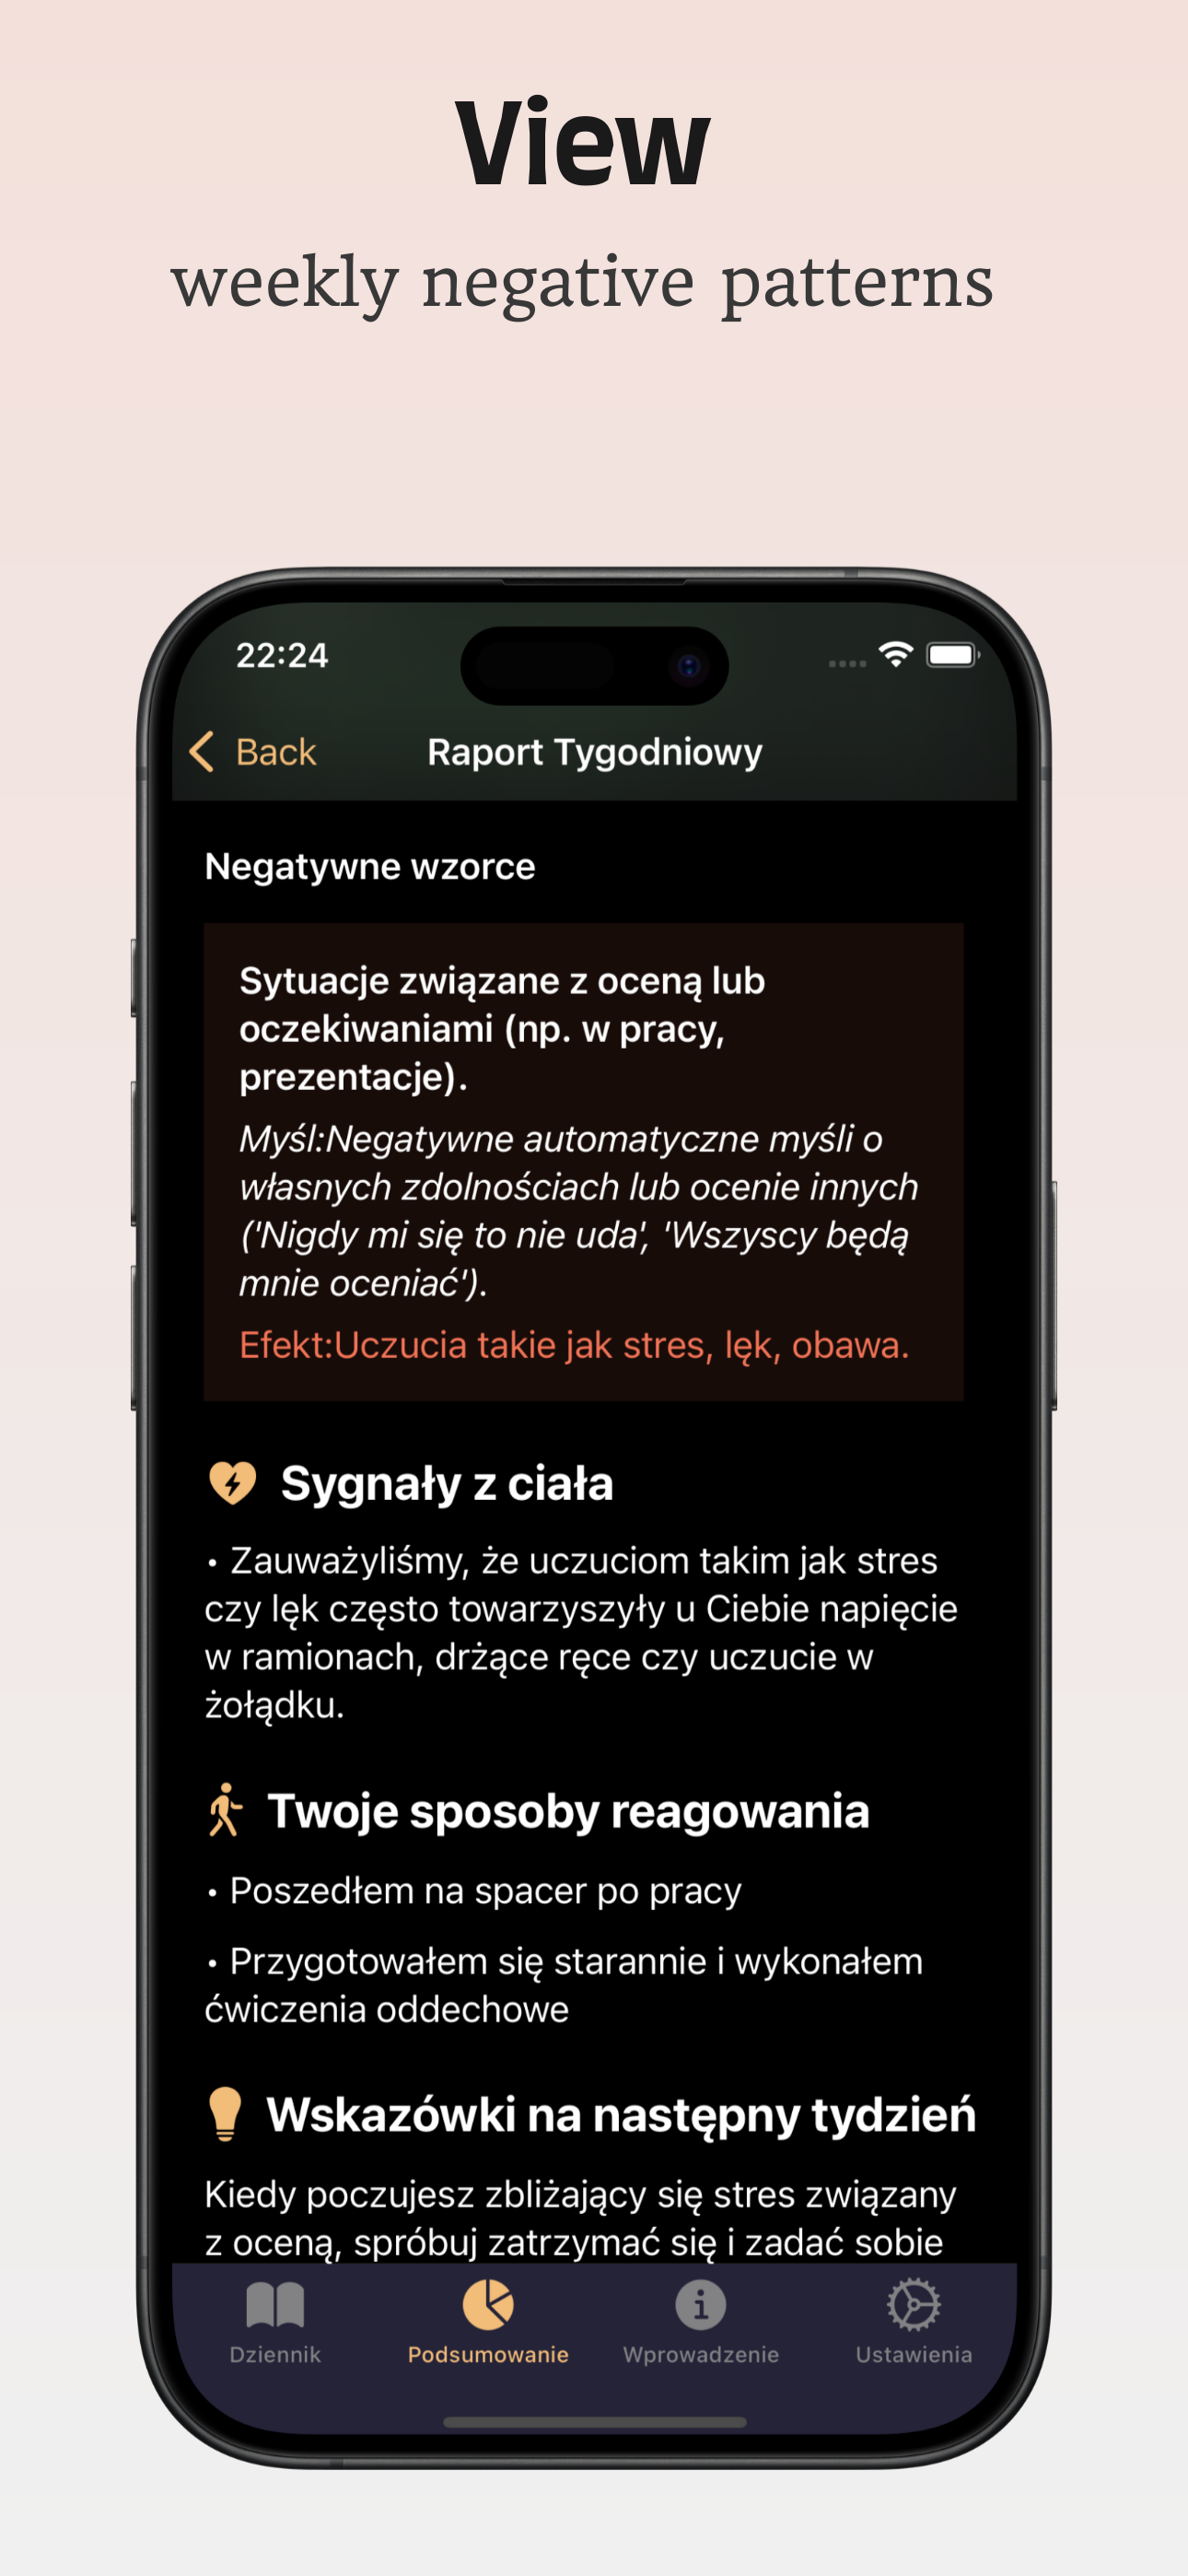 View
weekly negative patterns
22:24
Back
Raport Tygodniowy
Negatywne wzorce
Sytuacje związane z oceną lub
oczekiwaniami (np. w pracy,
prezentacje).
Myśl:Negatywne automatyczne myśli o
własnych zdolnościach lub ocenie innych
('Nigdy mi się to nie uda', 'Wszyscy będą
mnie oceniać').
Efekt:Uczucia takie jak stres, lęk, obawa.
Sygnały z ciała
• Zauważyliśmy, że uczuciom takim jak stres
czy lęk często towarzyszyły u Ciebie napięcie
w ramionach, drżące ręce czy uczucie w
żołądku.
Twoje sposoby reagowania
• Poszedłem na spacer po pracy
• Przygotowałem się starannie i wykonałem
ćwiczenia oddechowe
Wskazówki na następny tydzień
Kiedy poczujesz zbliżający się stres związany
z oceną, spróbuj zatrzymać się i zadać sobie
Dziennik
Podsumowanie
Wprowadzenie
Ustawienia